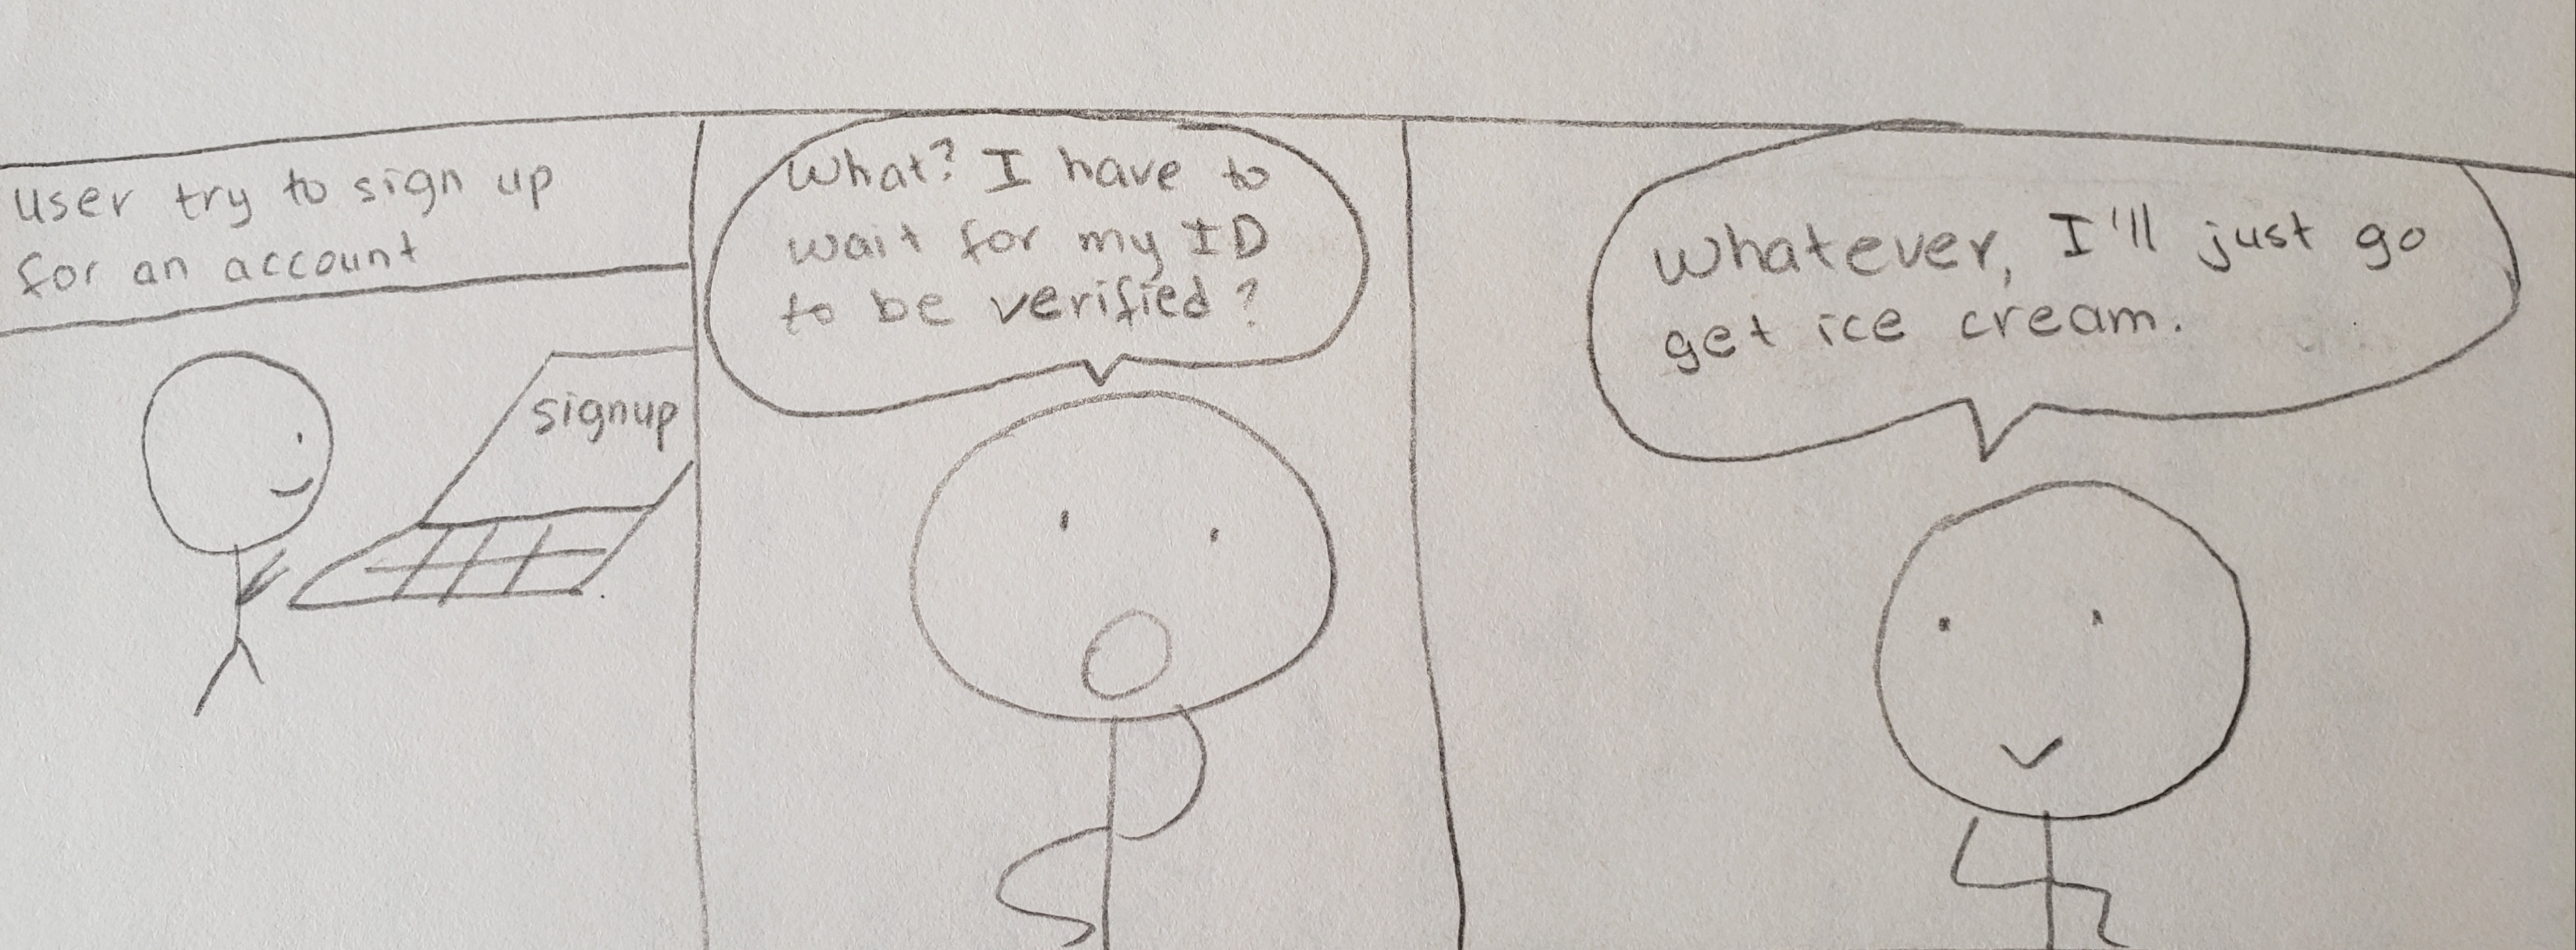 user try to sign up
for an account
signup
What? I have to
wait for my ID
to be verified?
Whatever, I'll just go
get ice cream.